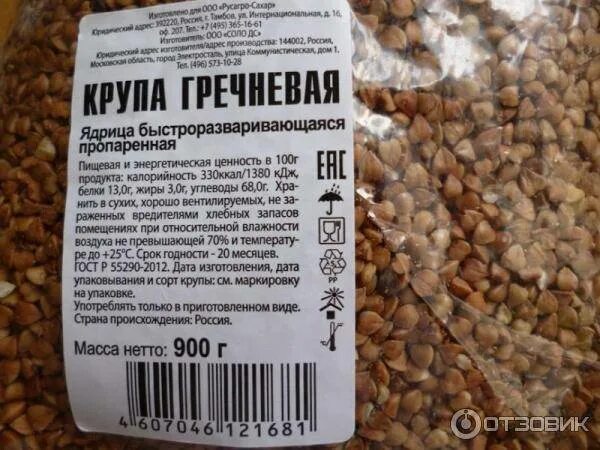 Изготовлено для ООО «Русагро-Сахар»
Юридический адрес: 392220, Россия, г. Тамбов, ул. Интернациональная, д. 16,
оф. 207. Тел.: +7 (495) 365-16-61
Изготовитель: ООО «СОЛО ДС»
Юридический адрес изготовителя/адрес производства: 144002, Россия,
Московская область, город Электросталь, улица Коммунистическая, дом 1.
Тел. (496) 573-10-28
КРУПА ГРЕЧНЕВАЯ
Ядрица быстроразваривающаяся
пропаренная
Пищевая и энергетическая ценность в 100г
продукта: калорийность 330ккал/1380 кДж,
белки 13,0г, жиры 3,0г, углеводы 68,0г. Хра-
нить в сухих, хорошо вентилируемых, не за-
раженных вредителями хлебных запасов
помещениях при относительной влажности
воздуха не превышающей 70% и температу-
ре до +25°С. Срок годности - 20 месяцев.
ГОСТ Р 55290-2012. Дата изготовления, дата
упаковывания и сорт крупы: см. маркировку
на упаковке.
Употреблять только в приготовленном виде.
Страна происхождения: Россия.
EAC
5
PP
Масса нетто: 900 г
4 607046 121681
ОТЗОВИК